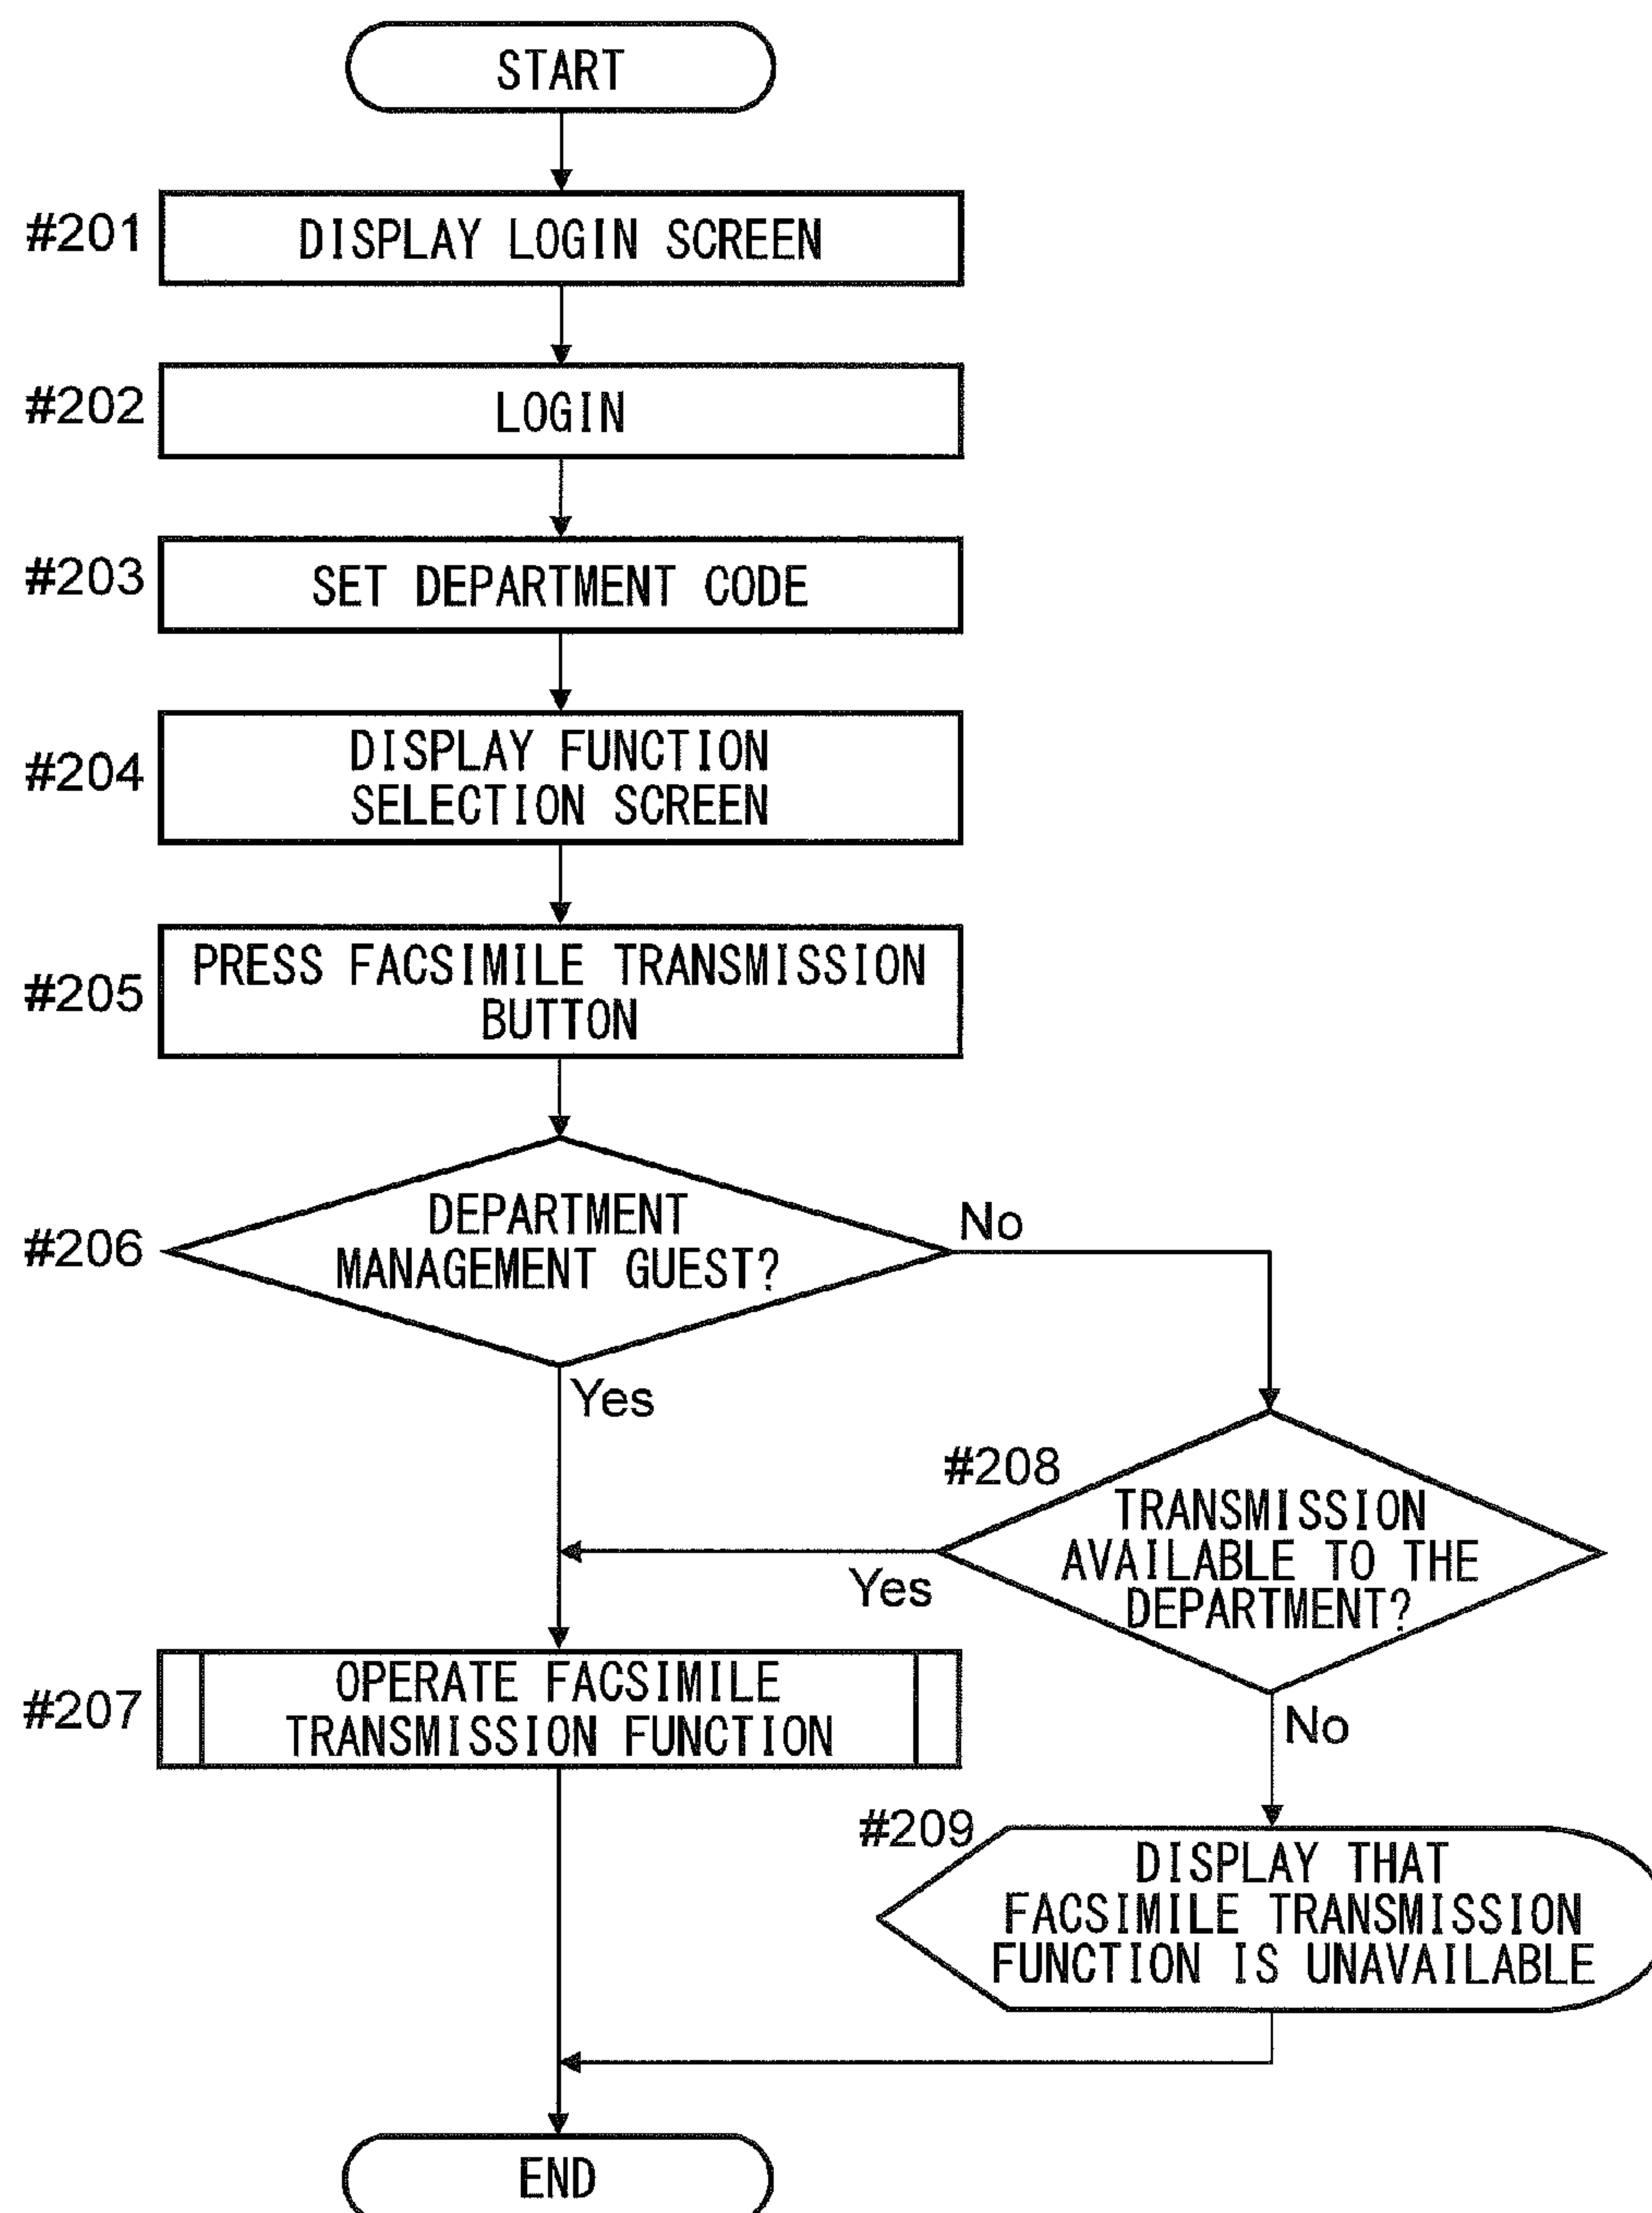 START
#201
DISPLAY LOGIN SCREEN
#202
LOGIN
#203
SET DEPARTMENT CODE
#204
DISPLAY FUNCTION
SELECTION SCREEN
#205
PRESS FACSIMILE TRANSMISSION
BUTTON
#206
DEPARTMENT
MANAGEMENT GUEST?
No
Yes
#208
TRANSMISSION
AVAILABLE TO THE
DEPARTMENT?
Yes
No
#207
OPERATE FACSIMILE
TRANSMISSION FUNCTION
#209
DISPLAY THAT
FACSIMILE TRANSMISSION
FUNCTION IS UNAVAILABLE
END